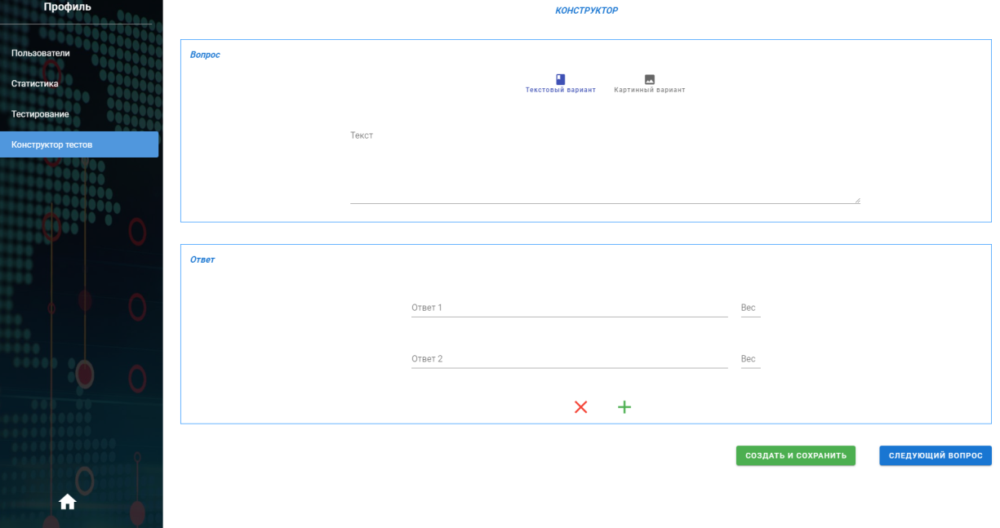 Профиль
Пользователи
Статистика
Тестирование
Конструктор тестов
КОНСТРУКТОР
Вопрос
Текстовый вариант Картинный вариант
Текст
Ответ
Ответ 1 Вес
Ответ 2 Вес
СОЗДАТЬ И СОХРАНИТЬ СЛЕДУЮЩИЙ ВОПРОС